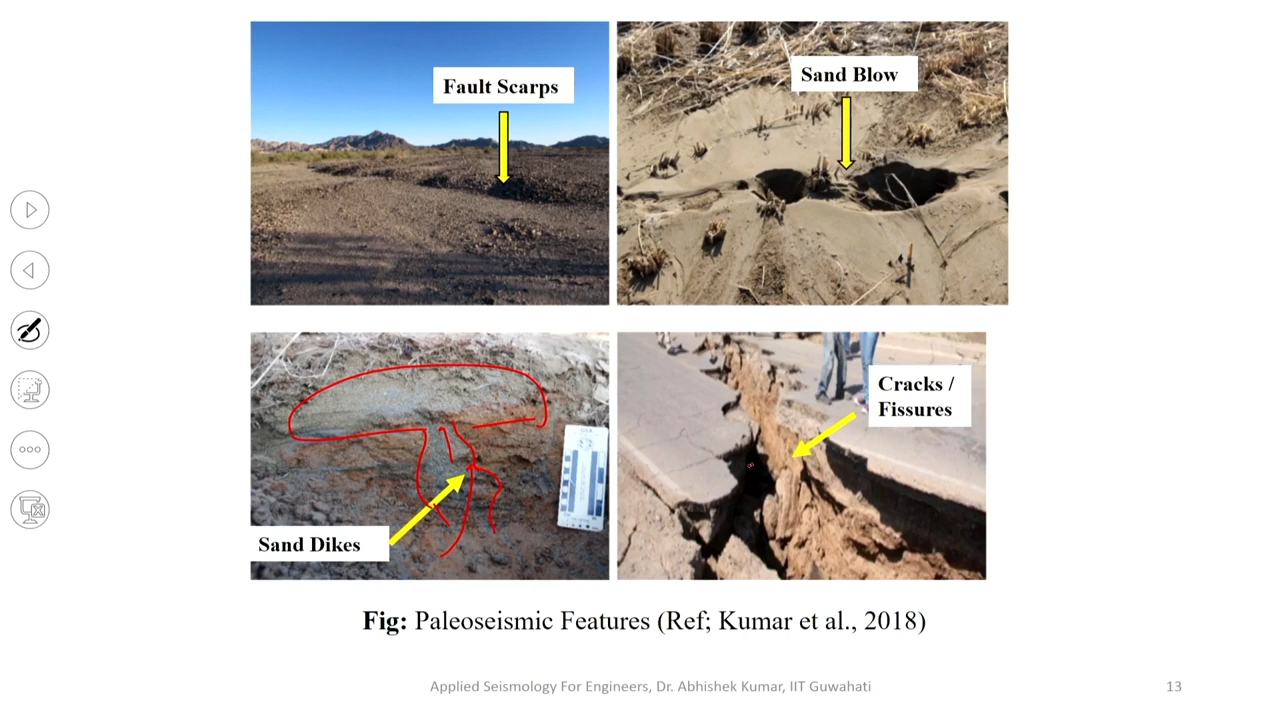 Fault Scarps
Sand Blow
Cracks /
Fissures
Sand Dikes
Fig: Paleoseismic Features (Ref; Kumar et al., 2018)
Applied Seismology For Engineers, Dr. Abhishek Kumar, IIT Guwahati
13